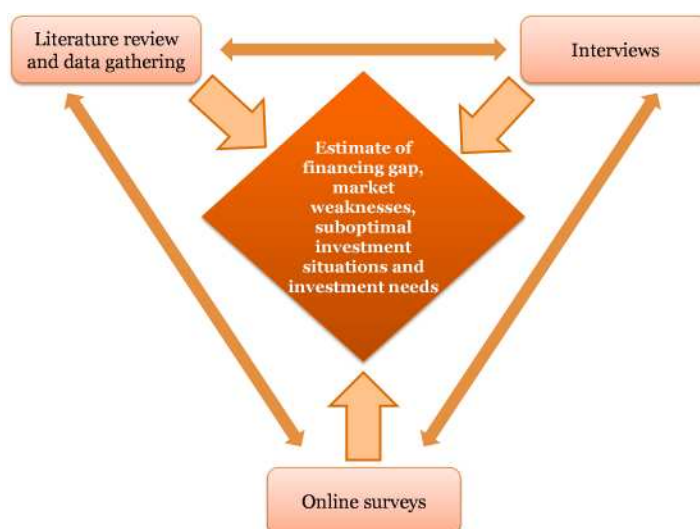 Literature review
and data gathering
Interviews
Estimate of
financing gap,
market
weaknesses,
suboptimal
investment
situations and
investment needs
Online surveys